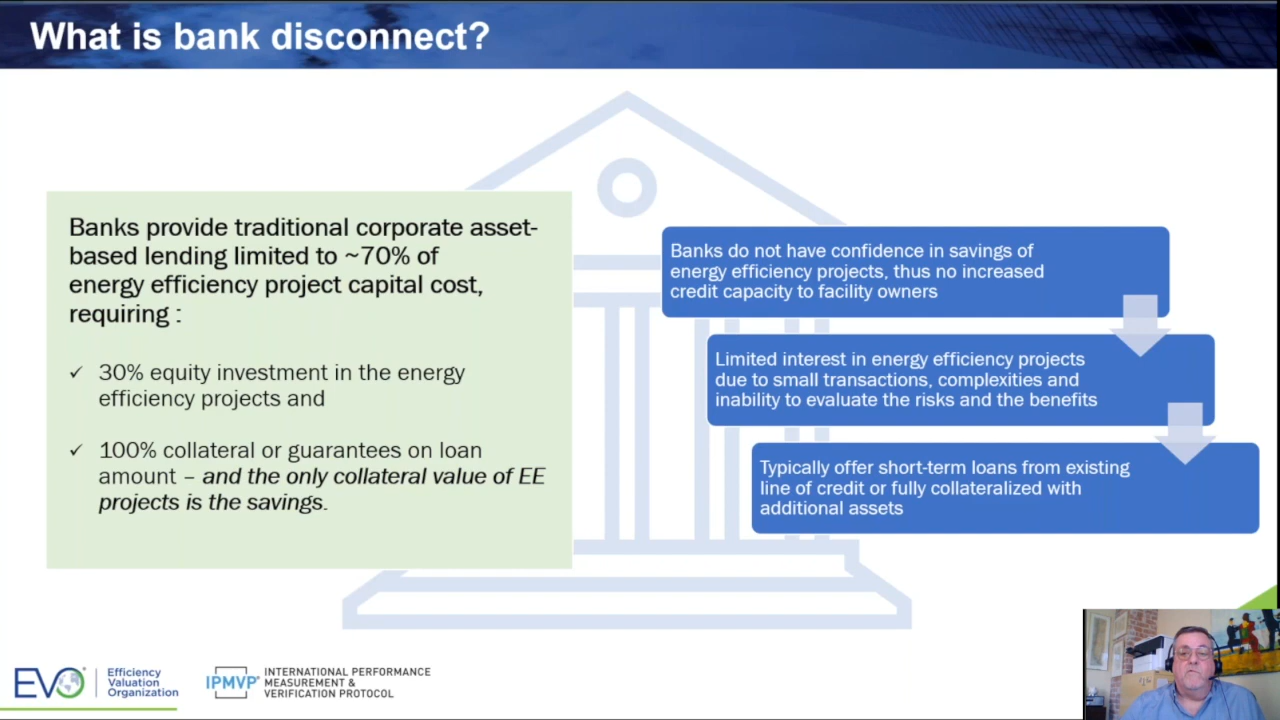 What is bank disconnect?
Banks provide traditional corporate asset-
based lending limited to ~70% of
energy efficiency project capital cost,
requiring :
✓ 30% equity investment in the energy
efficiency projects and
✓ 100% collateral or guarantees on loan
amount – and the only collateral value of EE
projects is the savings.
Banks do not have confidence in savings of
energy efficiency projects, thus no increased
credit capacity to facility owners
Limited interest in energy efficiency projects
due to small transactions, complexities and
inability to evaluate the risks and the benefits
Typically offer short-term loans from existing
line of credit or fully collateralized with
additional assets
EVO®
Efficiency
Valuation
Organization
IPMVP®
INTERNATIONAL PERFORMANCE
MEASUREMENT &
VERIFICATION PROTOCOL